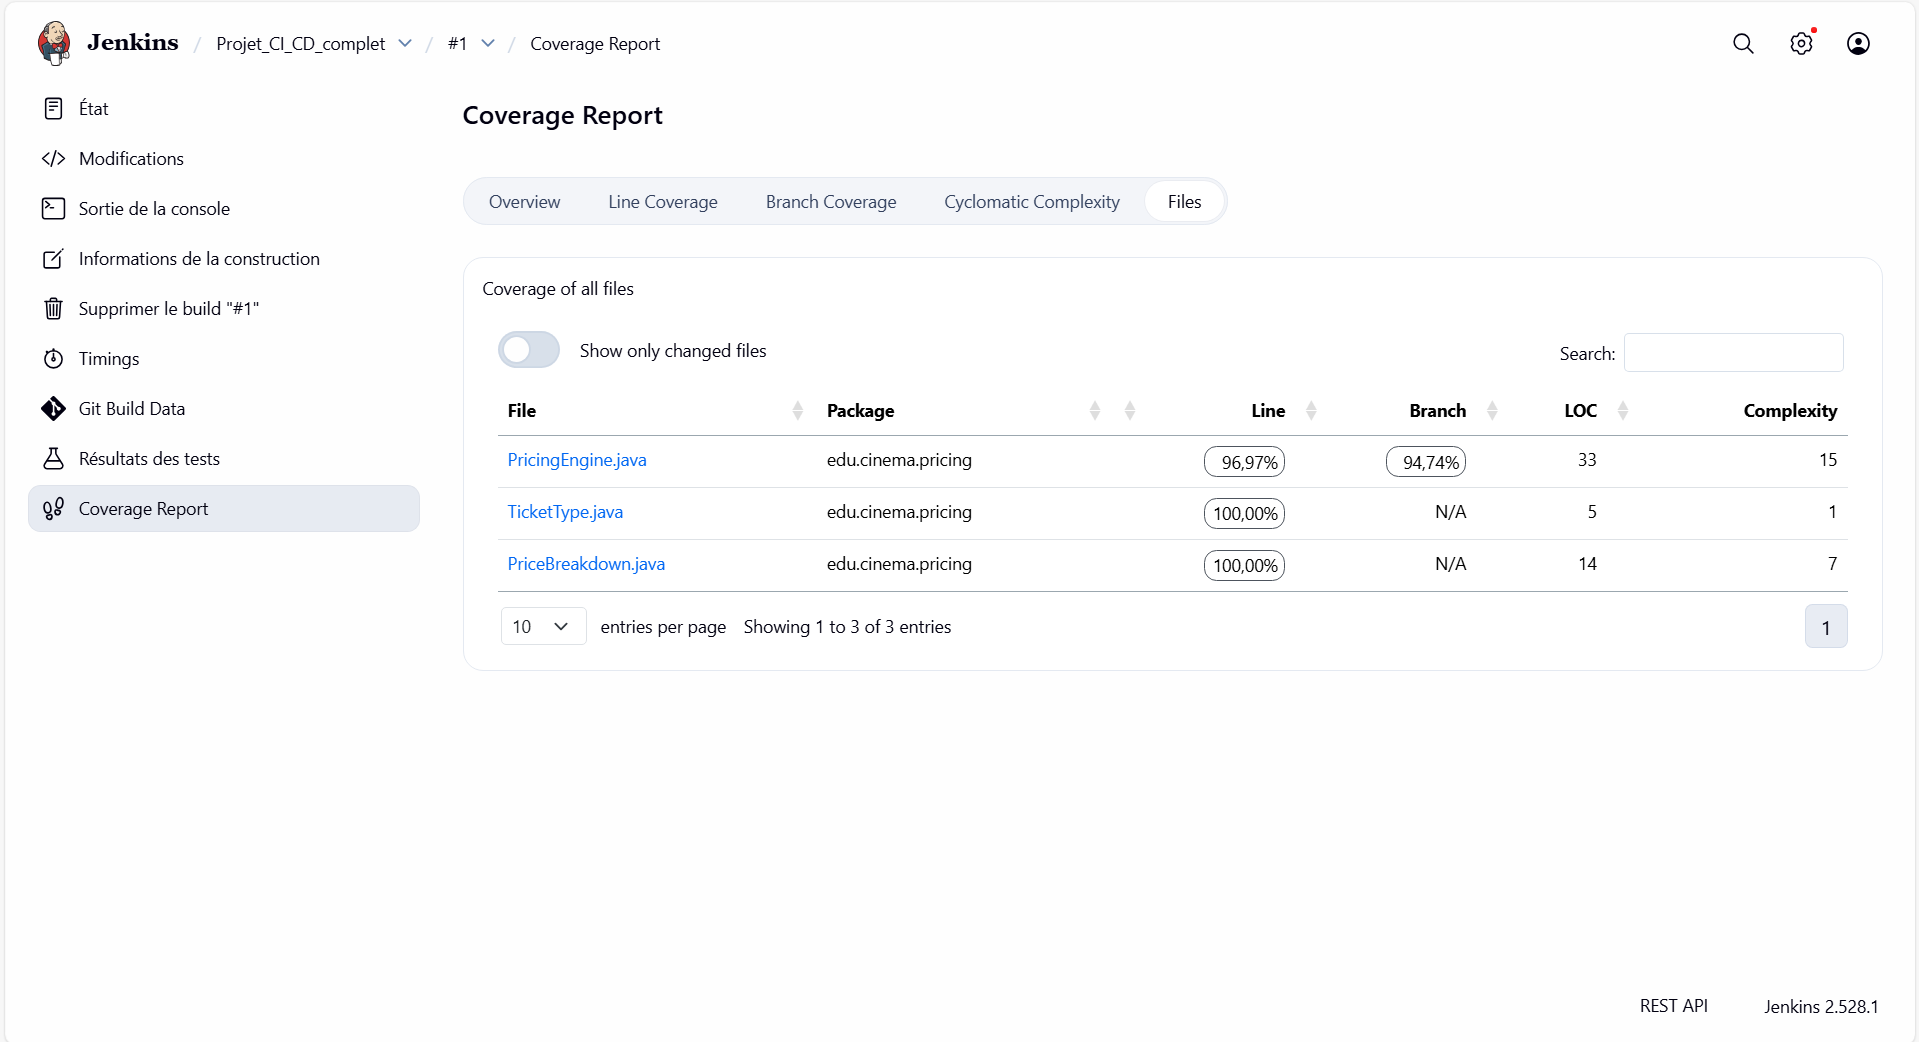 Jenkins / Projet_CI_CD_complet / #1 / Coverage Report
État
Modifications
Sortie de la console
Informations de la construction
Supprimer le build "#1"
Timings
Git Build Data
Résultats des tests
Coverage Report
Coverage Report
Overview Line Coverage Branch Coverage Cyclomatic Complexity Files
Coverage of all files
Show only changed files
Search:
File Package Line Branch LOC Complexity
PricingEngine.java edu.cinema.pricing 96,97% 94,74% 33 15
TicketType.java edu.cinema.pricing 100,00% N/A 5 1
PriceBreakdown.java edu.cinema.pricing 100,00% N/A 14 7
10 entries per page Showing 1 to 3 of 3 entries 1
REST API Jenkins 2.528.1